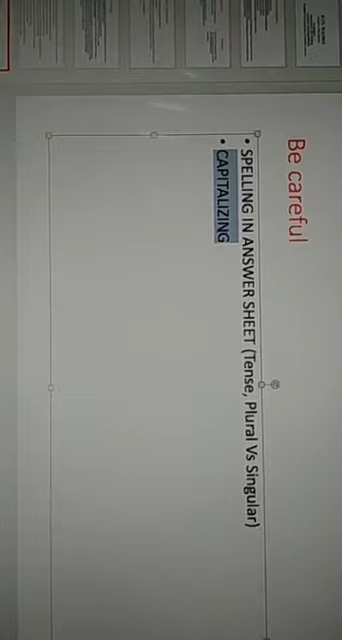 Be careful
• SPELLING IN ANSWER SHEET (Tense, Plural Vs Singular)
• CAPITALIZING